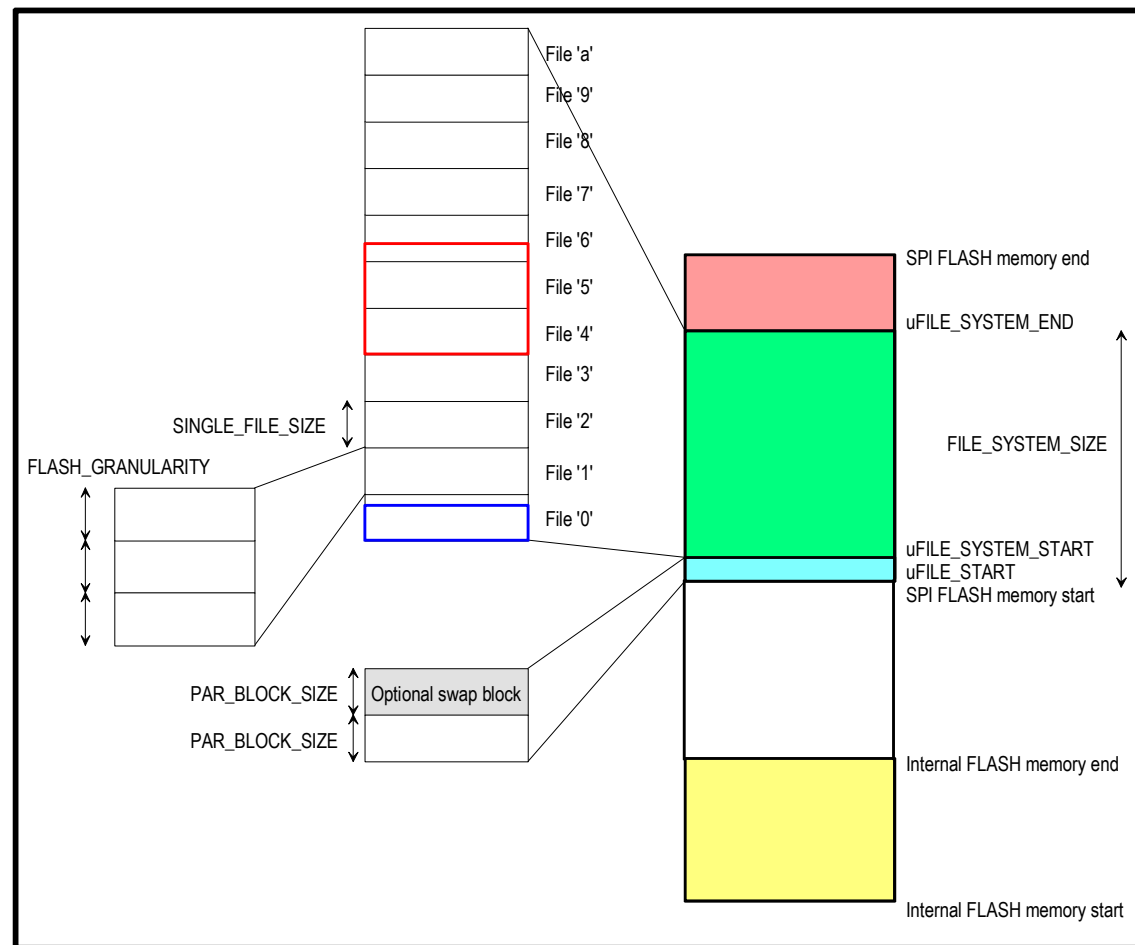 File 'a'
File '9'
File '8'
File '7'
File '6'
File '5'
File '4'
File '3'
File '2'
File '1'
File '0'
SINGLE_FILE_SIZE
FLASH_GRANULARITY
PAR_BLOCK_SIZE
Optional swap block
PAR_BLOCK_SIZE
SPI FLASH memory end
uFILE_SYSTEM_END
FILE_SYSTEM_SIZE
uFILE_SYSTEM_START
uFILE_START
SPI FLASH memory start
Internal FLASH memory end
Internal FLASH memory start